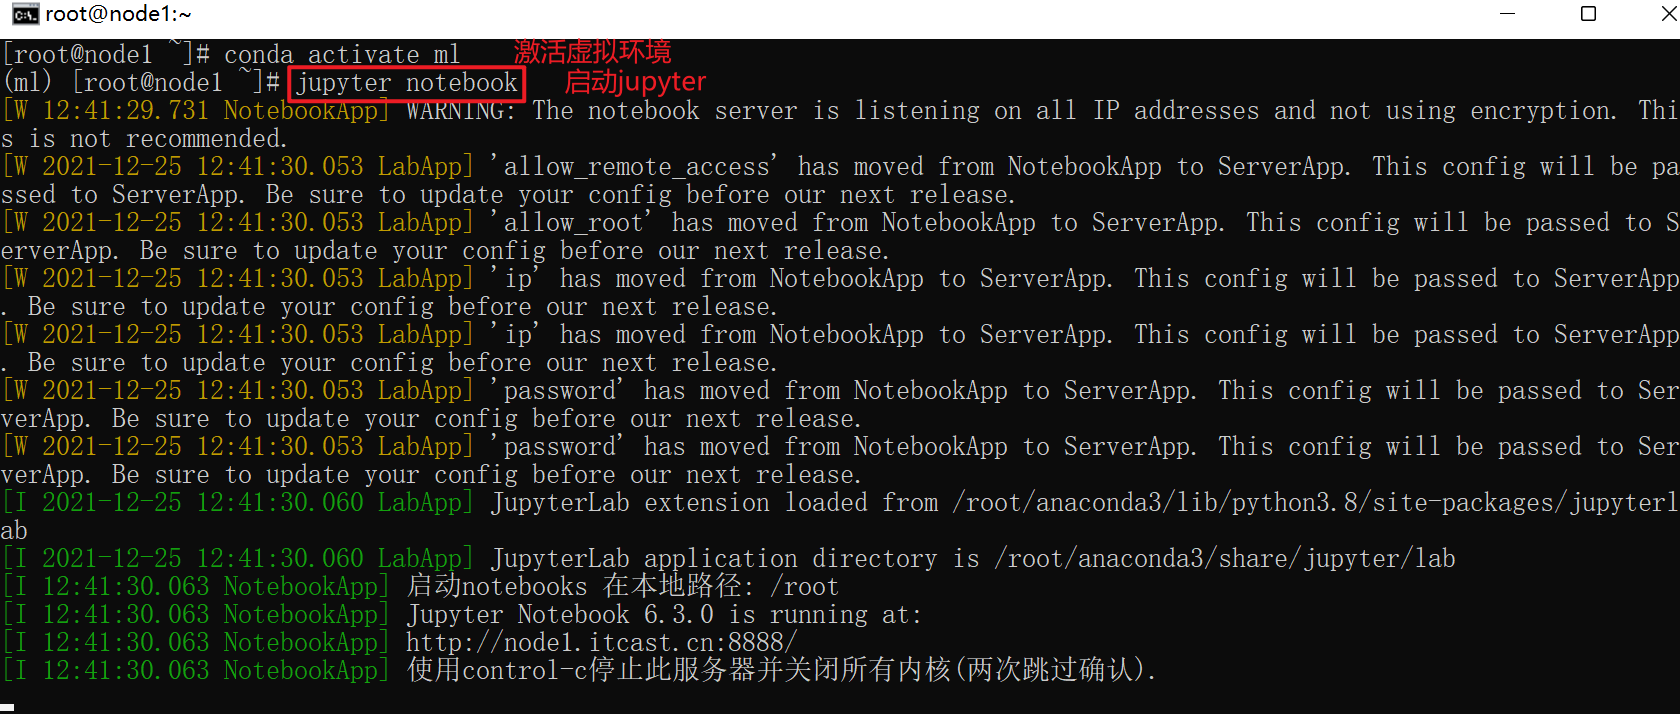 root@node1:~
[root@node1 ~]# conda activate ml 激活虚拟环境
(ml) [root@node1 ~]# jupyter notebook 启动jupyter
[W 12:41:29.731 NotebookApp] WARNING: The notebook server is listening on all IP addresses and not using encryption. Thi
s is not recommended.
[W 2021-12-25 12:41:30.053 LabApp] 'allow_remote_access' has moved from NotebookApp to ServerApp. This config will be pa
ssed to ServerApp. Be sure to update your config before our next release.
[W 2021-12-25 12:41:30.053 LabApp] 'allow_root' has moved from NotebookApp to ServerApp. This config will be passed to S
erverApp. Be sure to update your config before our next release.
[W 2021-12-25 12:41:30.053 LabApp] 'ip' has moved from NotebookApp to ServerApp. This config will be passed to ServerApp
. Be sure to update your config before our next release.
[W 2021-12-25 12:41:30.053 LabApp] 'ip' has moved from NotebookApp to ServerApp. This config will be passed to ServerApp
. Be sure to update your config before our next release.
[W 2021-12-25 12:41:30.053 LabApp] 'password' has moved from NotebookApp to ServerApp. This config will be passed to Ser
verApp. Be sure to update your config before our next release.
[W 2021-12-25 12:41:30.053 LabApp] 'password' has moved from NotebookApp to ServerApp. This config will be passed to Ser
verApp. Be sure to update your config before our next release.
[I 2021-12-25 12:41:30.060 LabApp] JupyterLab extension loaded from /root/anaconda3/lib/python3.8/site-packages/jupyterl
ab
[I 2021-12-25 12:41:30.060 LabApp] JupyterLab application directory is /root/anaconda3/share/jupyter/lab
[I 12:41:30.063 NotebookApp] 启动notebooks 在本地路径: /root
[I 12:41:30.063 NotebookApp] Jupyter Notebook 6.3.0 is running at:
[I 12:41:30.063 NotebookApp] http://node1.itcast.cn:8888/
[I 12:41:30.063 NotebookApp] 使用control-c停止此服务器并关闭所有内核(两次跳过确认).